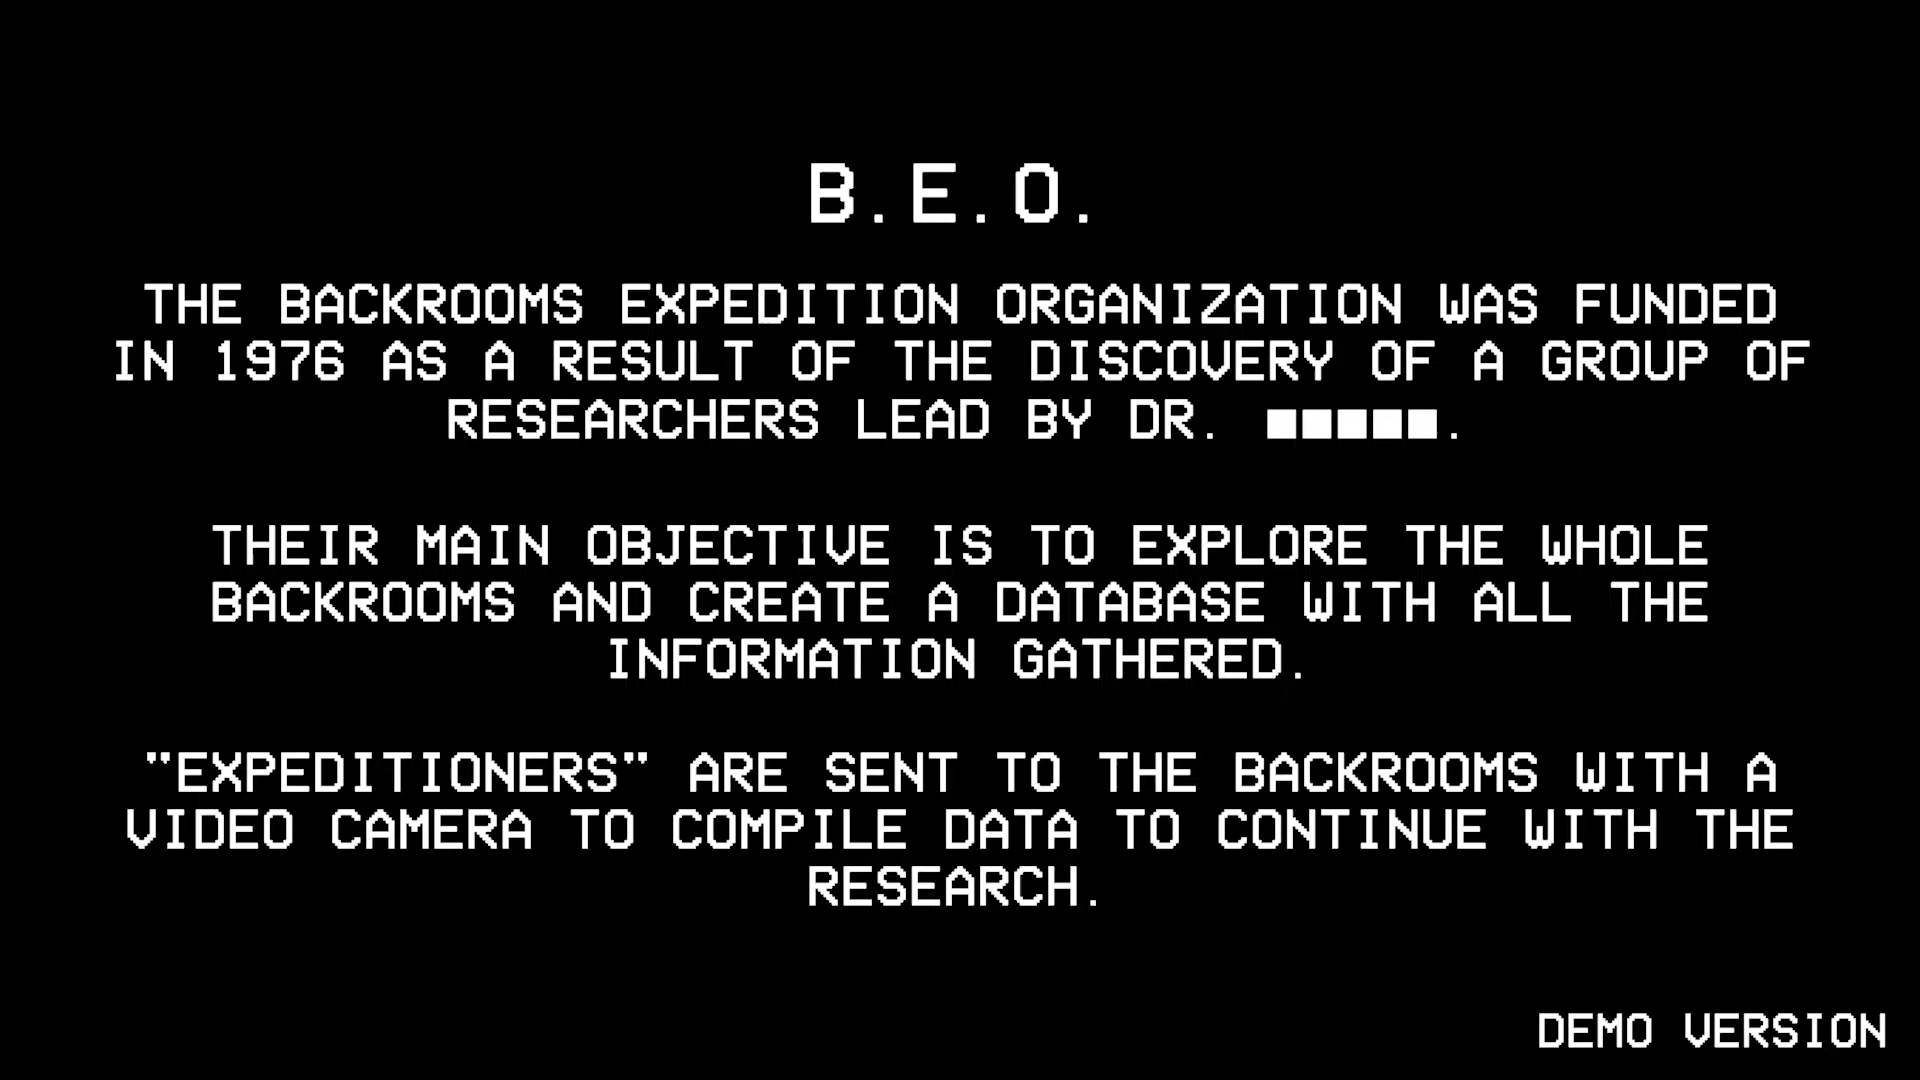 B.E.O.
THE BACKROOMS EXPEDITION ORGANIZATION WAS FUNDED
IN 1976 AS A RESULT OF THE DISCOVERY OF A GROUP OF
RESEARCHERS LEAD BY DR. ■■■■■.
THEIR MAIN OBJECTIVE IS TO EXPLORE THE WHOLE
BACKROOMS AND CREATE A DATABASE WITH ALL THE
INFORMATION GATHERED.
"EXPEDITIONERS" ARE SENT TO THE BACKROOMS WITH A
VIDEO CAMERA TO COMPILE DATA TO CONTINUE WITH THE
RESEARCH.
DEMO VERSION